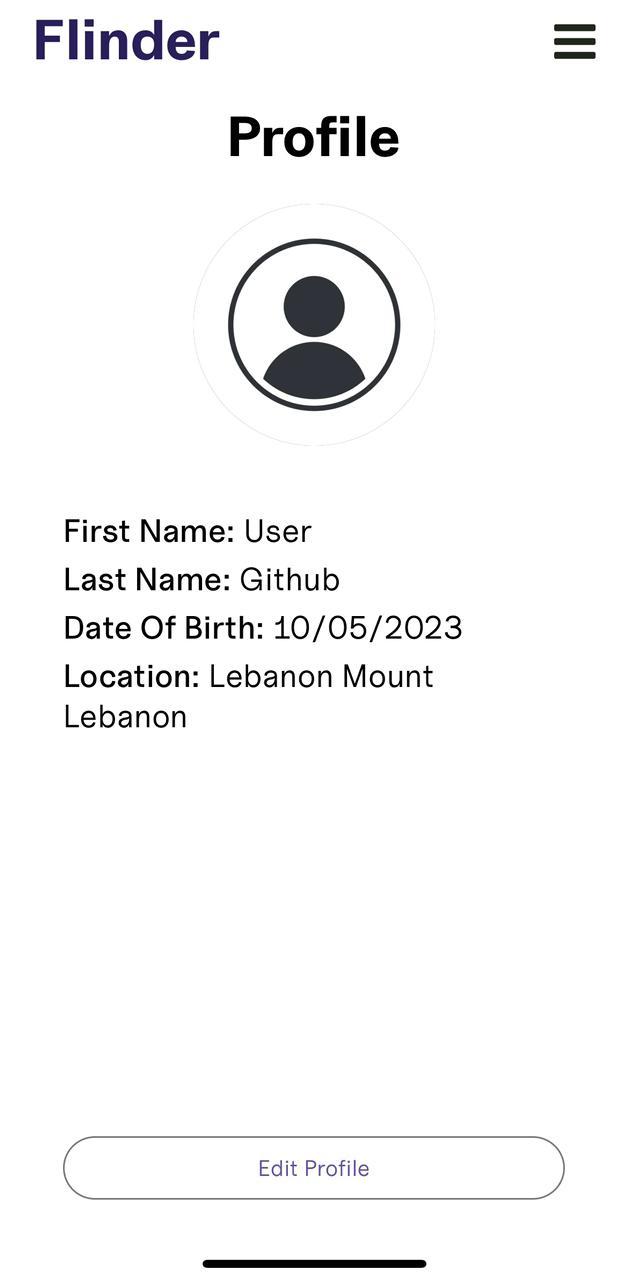 Flinder
Profile
First Name: User
Last Name: Github
Date Of Birth: 10/05/2023
Location: Lebanon Mount
Lebanon
Edit Profile